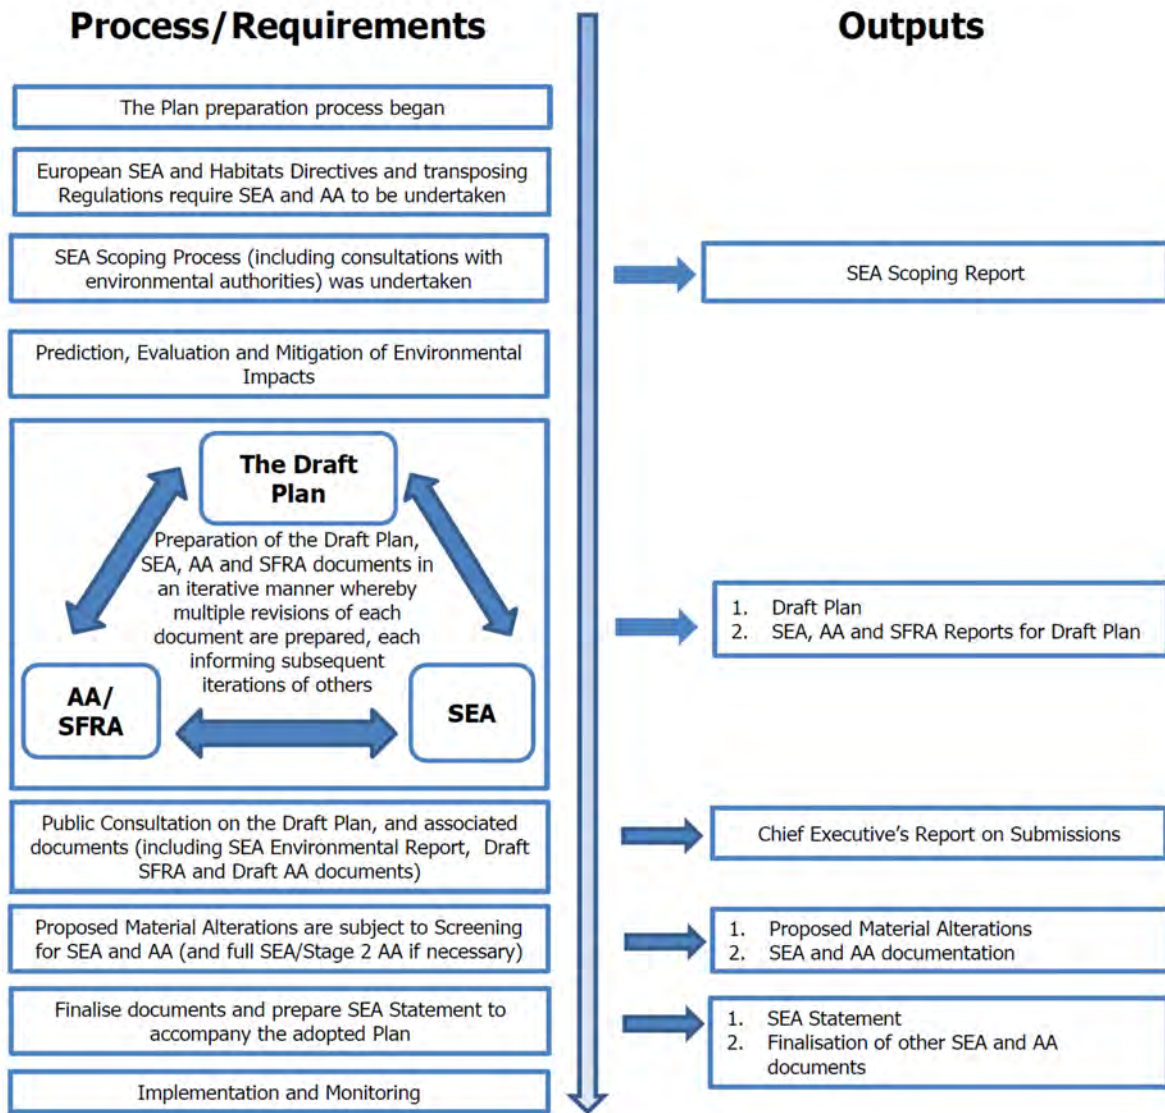 Process/Requirements
Outputs
The Plan preparation process began
European SEA and Habitats Directives and transposing
Regulations require SEA and AA to be undertaken
SEA Scoping Process (including consultations with
environmental authorities) was undertaken
SEA Scoping Report
Prediction, Evaluation and Mitigation of Environmental
Impacts
The Draft
Plan
Preparation of the Draft Plan,
SEA, AA and SFRA documents in
an iterative manner whereby
multiple revisions of each
document are prepared, each
informing subsequent
iterations of others
AA/
SFRA
SEA
1. Draft Plan
2. SEA, AA and SFRA Reports for Draft Plan
Public Consultation on the Draft Plan, and associated
documents (including SEA Environmental Report, Draft
SFRA and Draft AA documents)
Chief Executive's Report on Submissions
Proposed Material Alterations are subject to Screening
for SEA and AA (and full SEA/Stage 2 AA if necessary)
1. Proposed Material Alterations
2. SEA and AA documentation
Finalise documents and prepare SEA Statement to
accompany the adopted Plan
1. SEA Statement
2. Finalisation of other SEA and AA
documents
Implementation and Monitoring